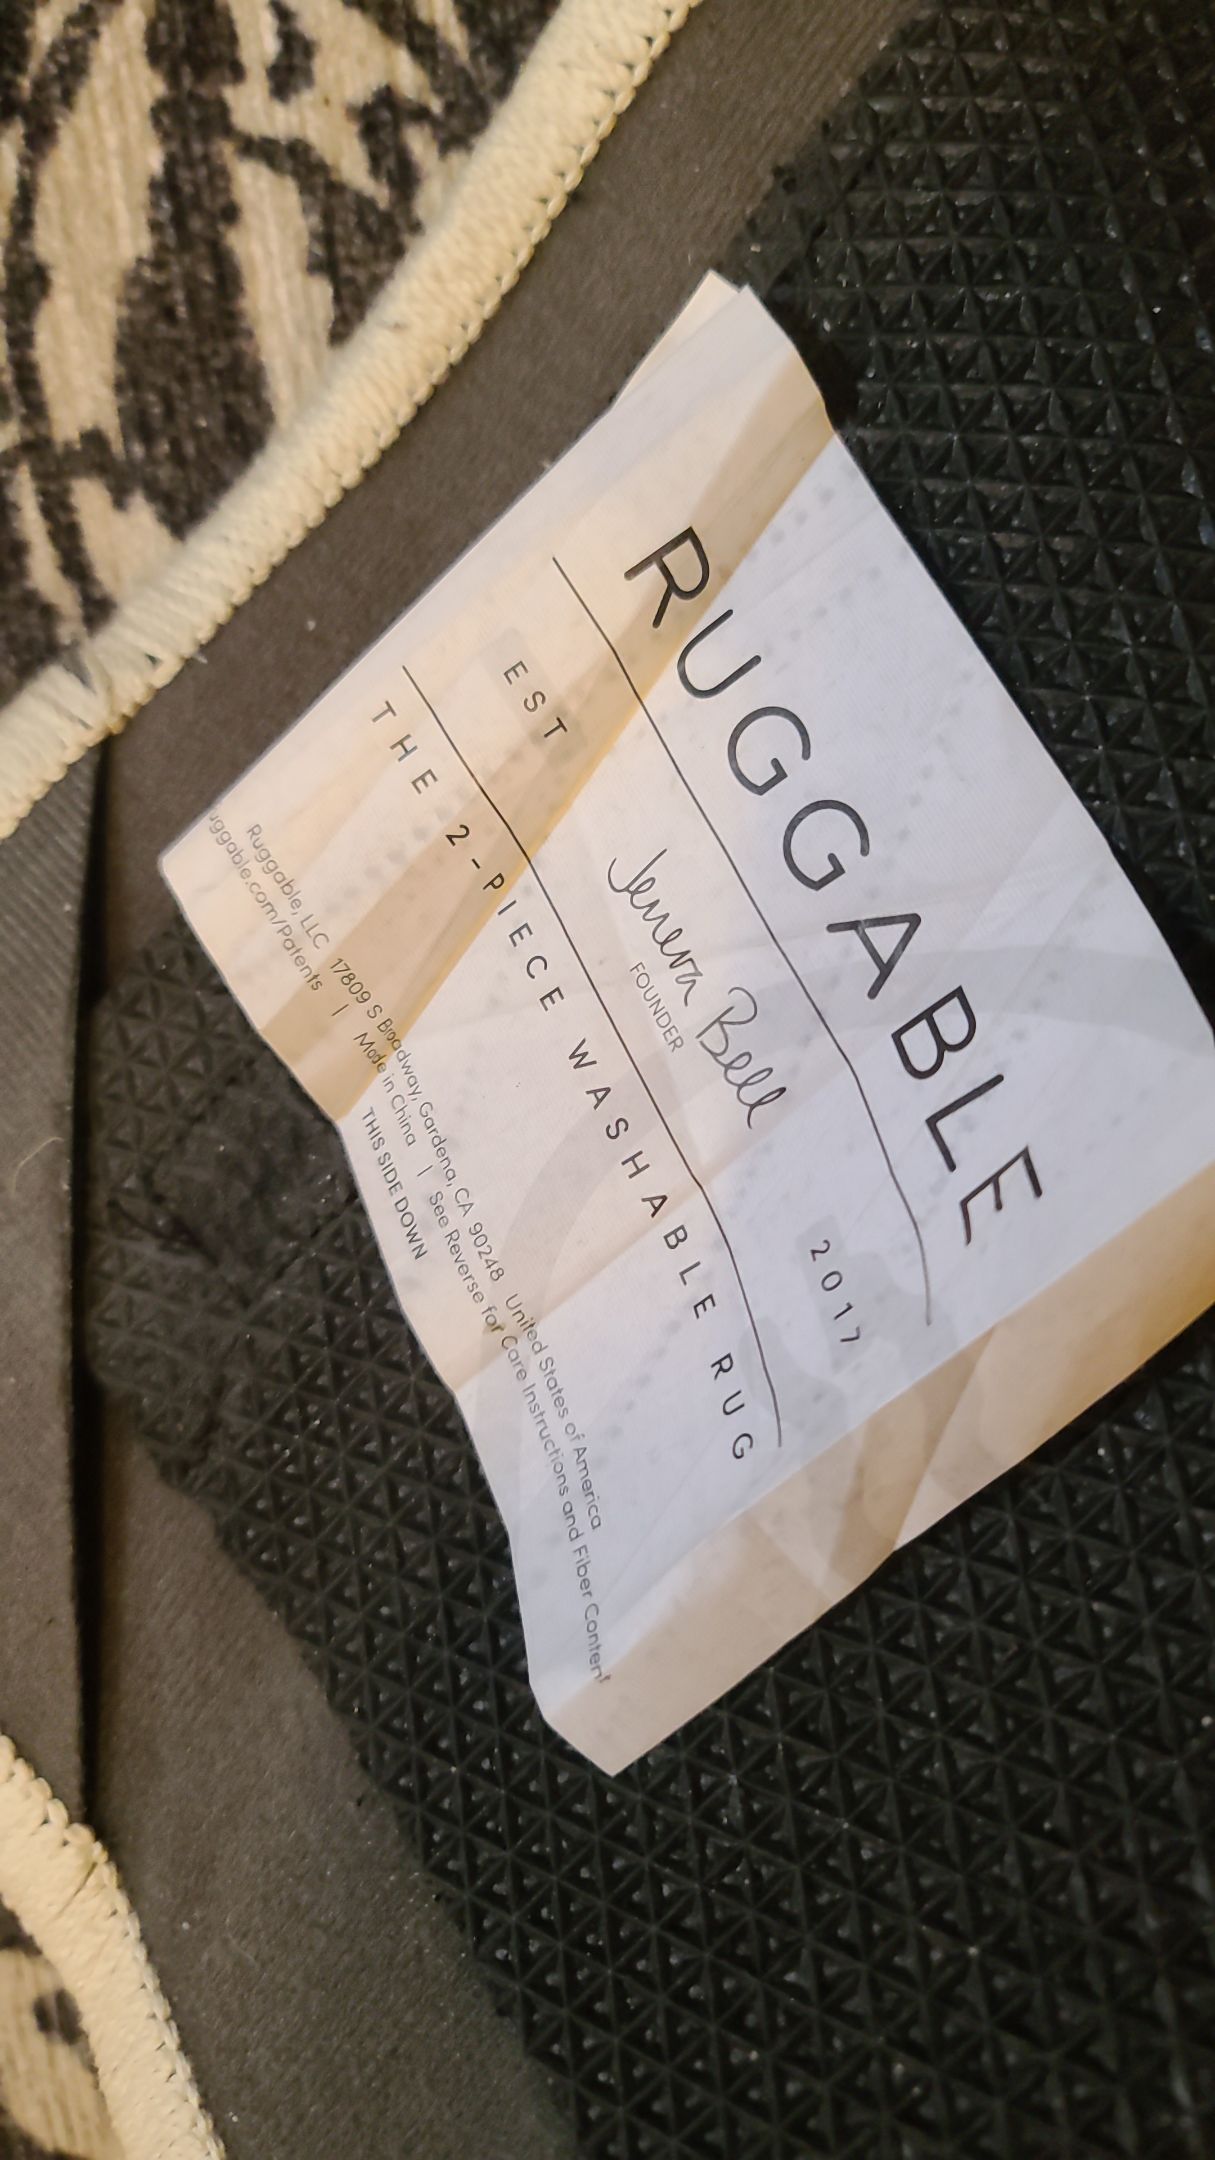 RUGGABLE
EST Jeneva Bell 2017
FOUNDER
THE 2-PIECE WASHABLE RUG
Ruggable, LLC 17809 S Broadway, Gardena, CA 90248 United States of America
uggable.com/Patents | Made in China | See Reverse for Care Instructions and Fiber Content
THIS SIDE DOWN